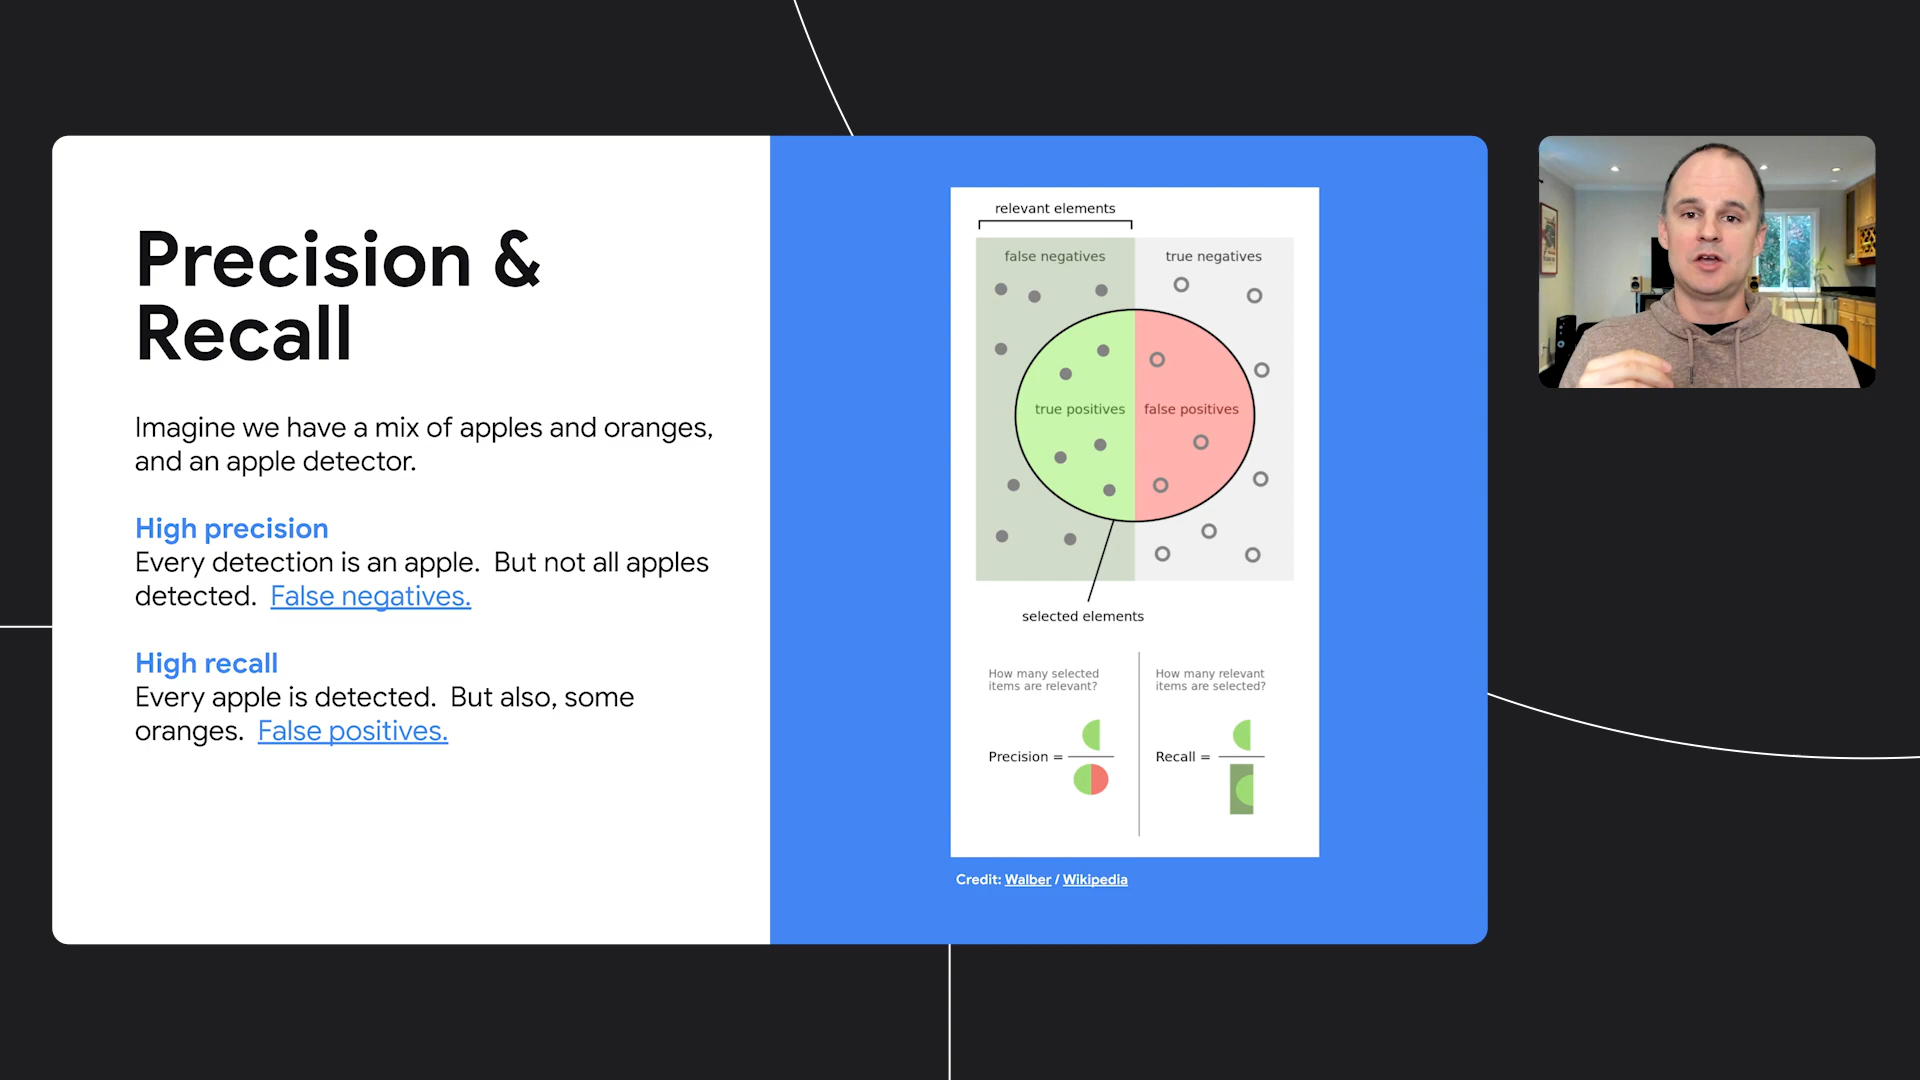 Precision &
Recall
Imagine we have a mix of apples and oranges,
and an apple detector.
High precision
Every detection is an apple.  But not all apples
detected.  False negatives.
High recall
Every apple is detected.  But also, some
oranges.  False positives.
relevant elements
false negatives
true negatives
true positives
false positives
selected elements
How many selected
items are relevant?
Precision =
How many relevant
items are selected?
Recall =
Credit: Walber / Wikipedia